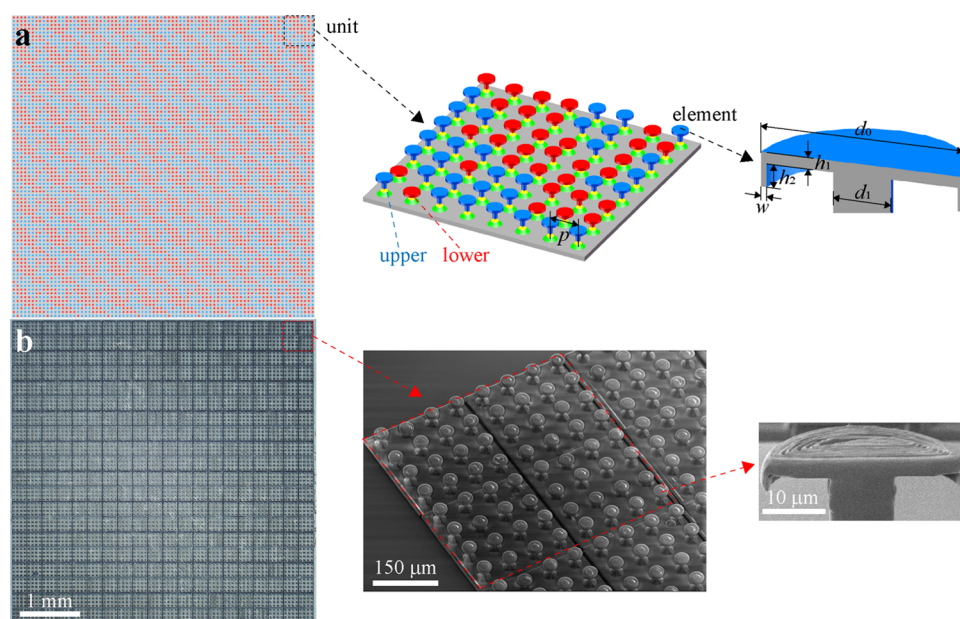 a
unit
element
d₀
h₁
h₂
d₁
w
p
upper
lower
b
1 mm
150 μm
10 μm